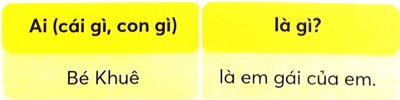 Ai (cái gì, con gì) là gì?
Bé Khuê là em gái của em.